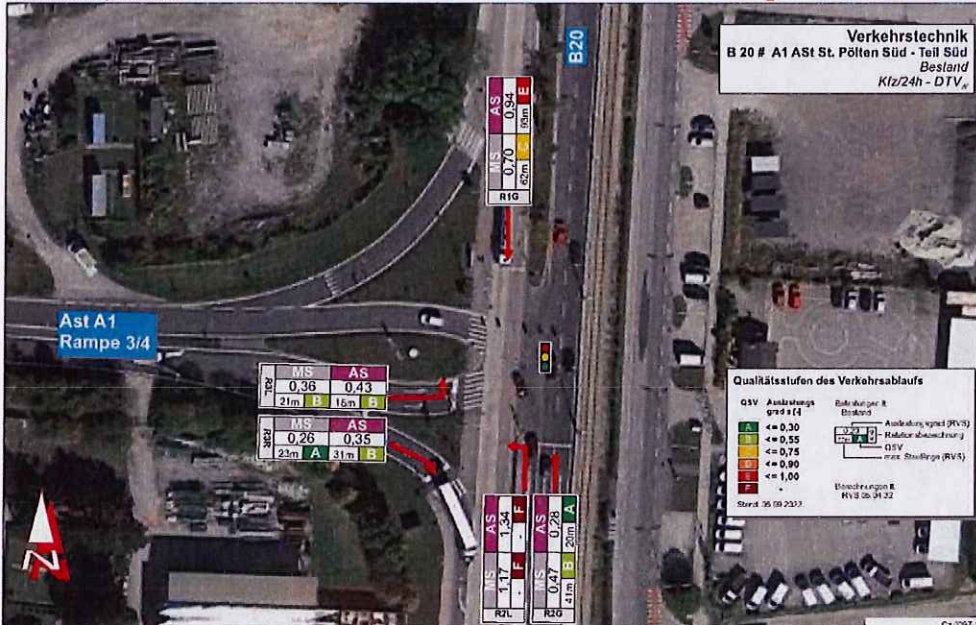 Verkehrstechnik
B 20 # A1 ASt St. Pölten Süd - Teil Süd
Bestand
Kfz/24h - DTV
B20
MS AS
0,70 0,94
62m 93m E
R1G
Ast A1
Rampe 3/4
MS AS
R3L 0,36 0,43
21m B 15m B
MS AS
R3R 0,26 0,35
23m A 31m B
MS AS
1,17 1,34
- F - F
R2L
MS AS
0,47 0,28
41m B 20m A
R2G
Qualitätsstufen des Verkehrsablaufs
QSV Auslastungs
grad a [-]
A <= 0,30
B <= 0,55
<= 0,75
D <= 0,90
E <= 1,00
F -
Bestand
Auslastungsgrad (RVS)
Relationsbezeichnung
QSV
max. Staulänge (RVS)
Berechnungen lt.
N